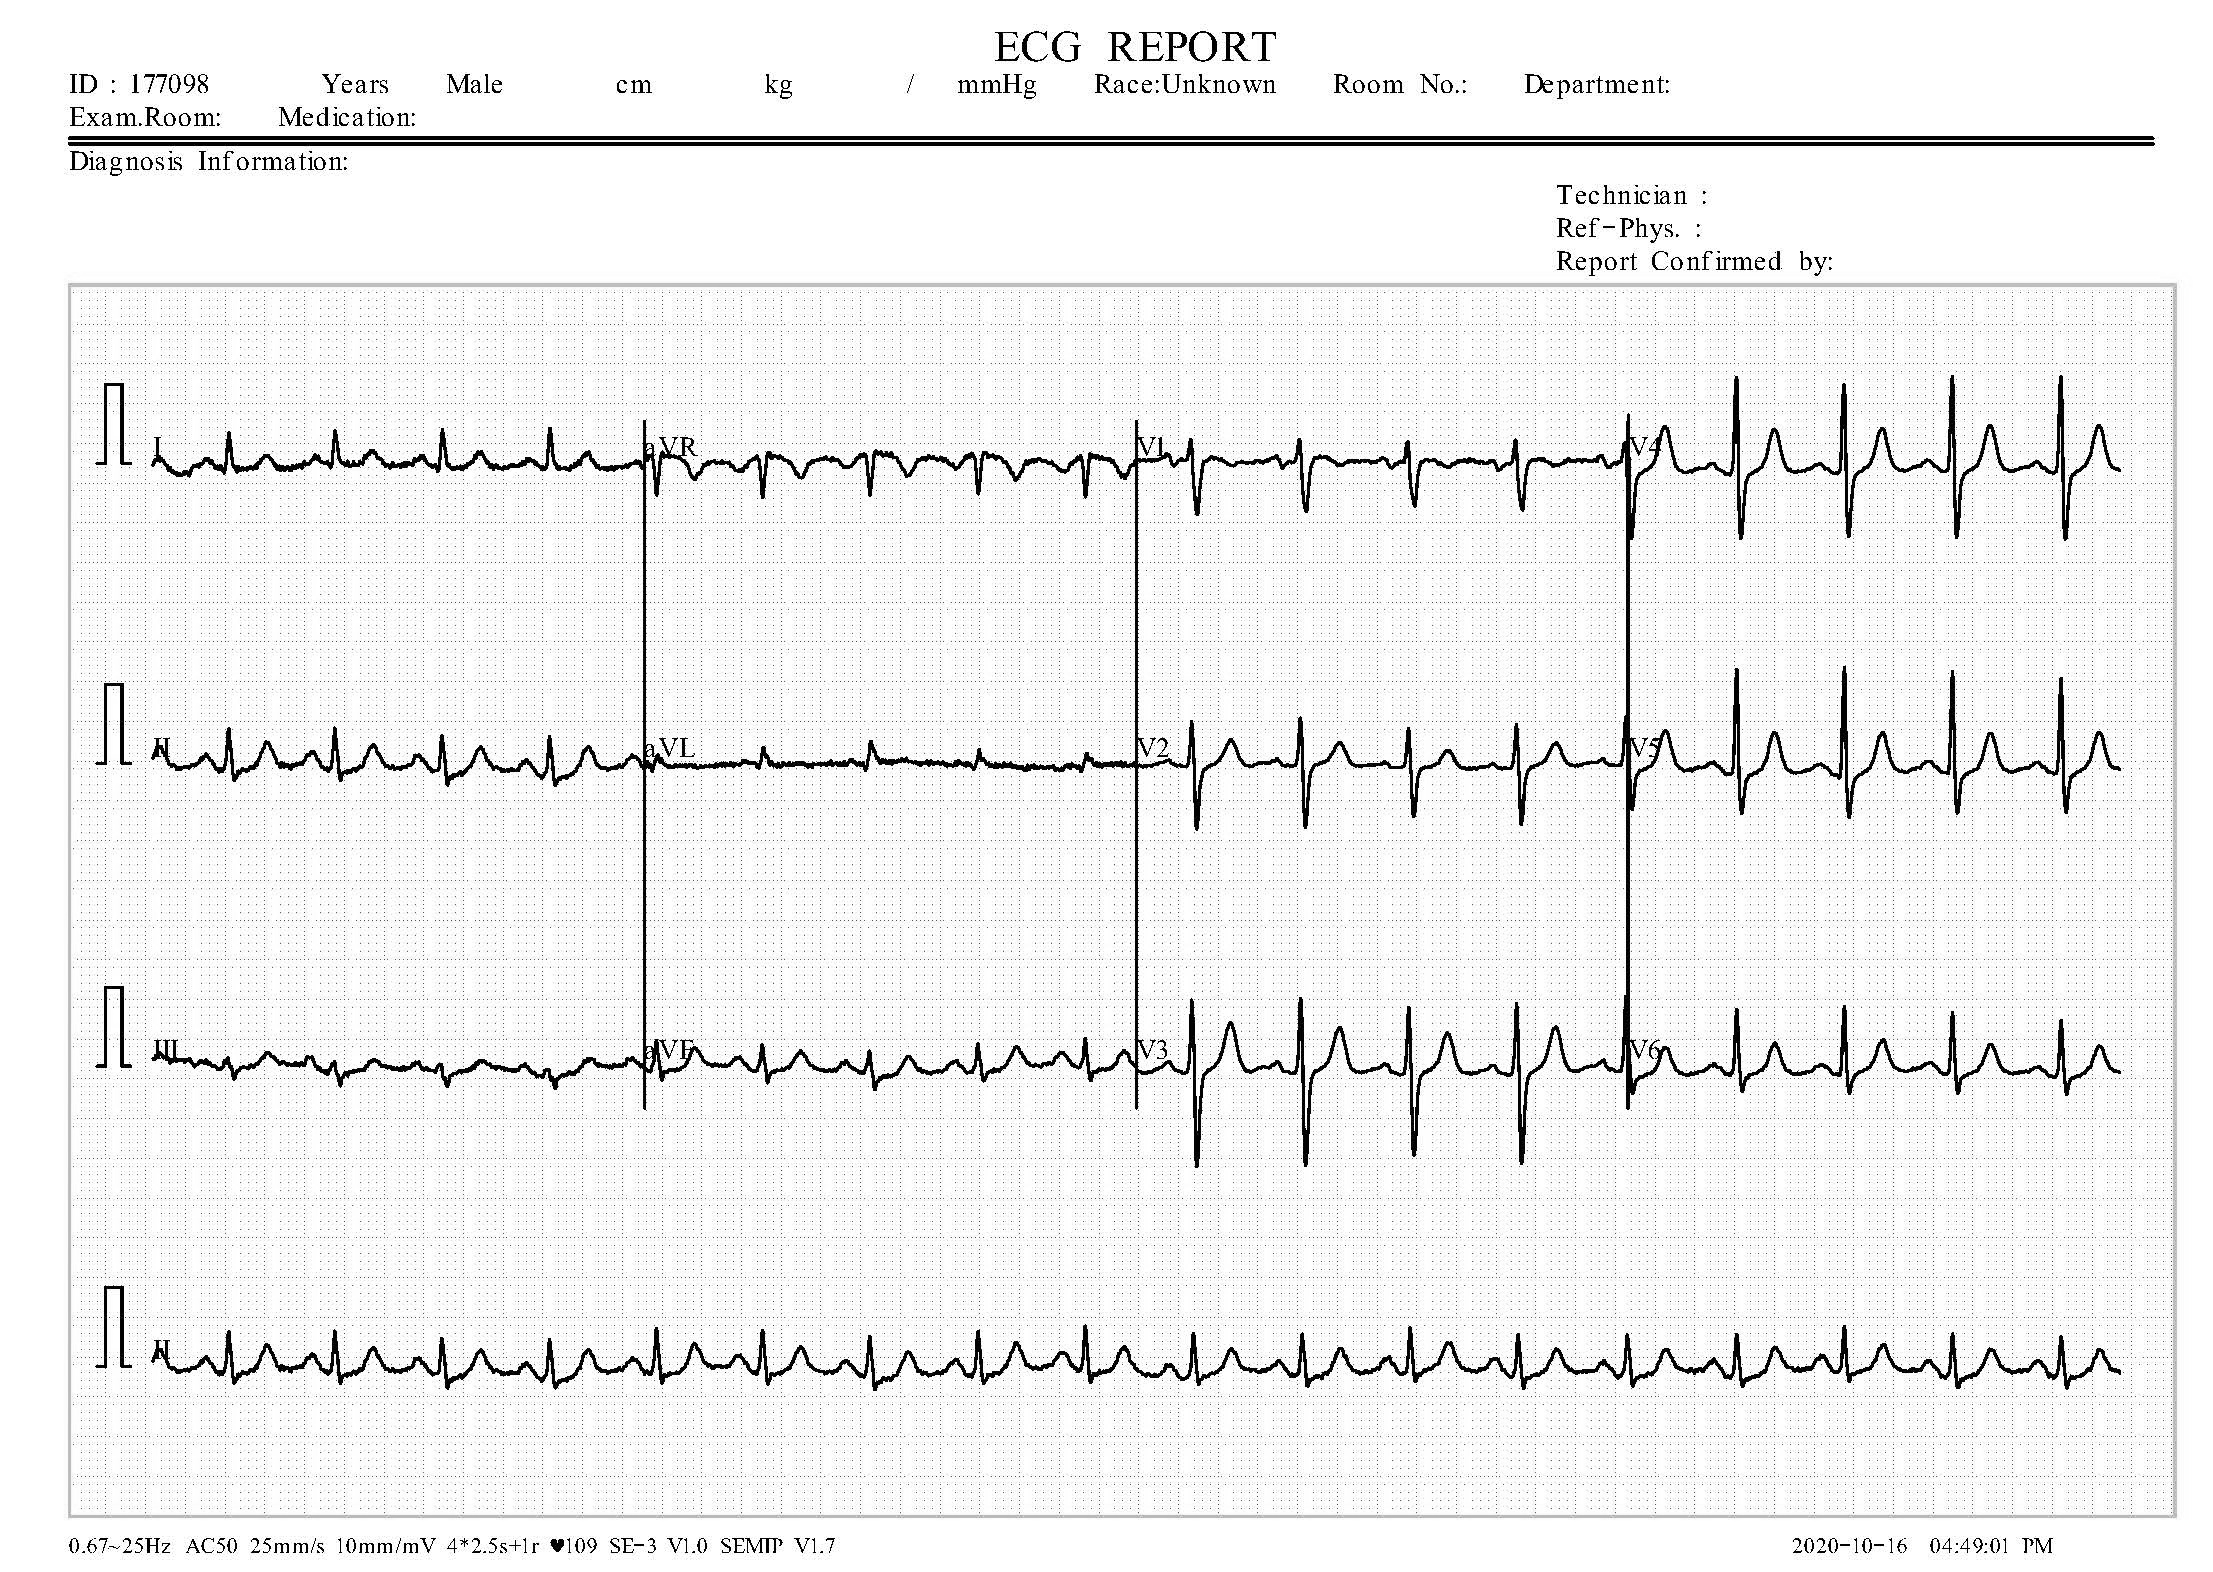 ECG REPORT
ID : 177098 Years Male cm kg / mmHg Race:Unknown Room No.: Department:
Exam.Room: Medication:
Diagnosis Information:
Technician :
Ref-Phys. :
Report Confirmed by:
I aVR V1 V4
II aVL V2 V5
III aVF V3 V6
II
0.67~25Hz AC50 25mm/s 10mm/mV 4*2.5s+1r ♥109 SE-3 V1.0 SEMIP V1.7 2020-10-16 04:49:01 PM